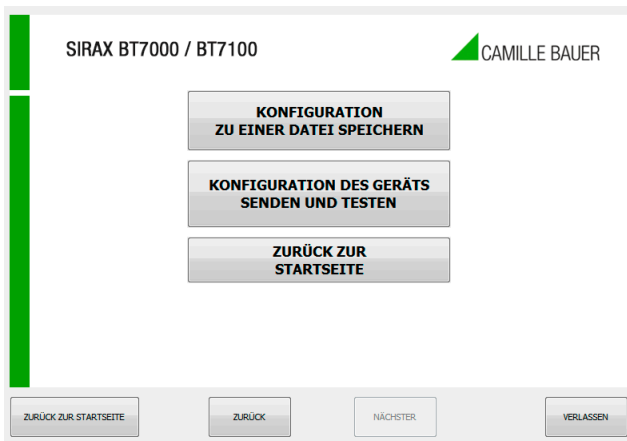 SIRAX BT7000 / BT7100
CAMILLE BAUER
KONFIGURATION
ZU EINER DATEI SPEICHERN
KONFIGURATION DES GERÄTS
SENDEN UND TESTEN
ZURÜCK ZUR
STARTSEITE
ZURÜCK ZUR STARTSEITE
ZURÜCK
NÄCHSTER
VERLASSEN